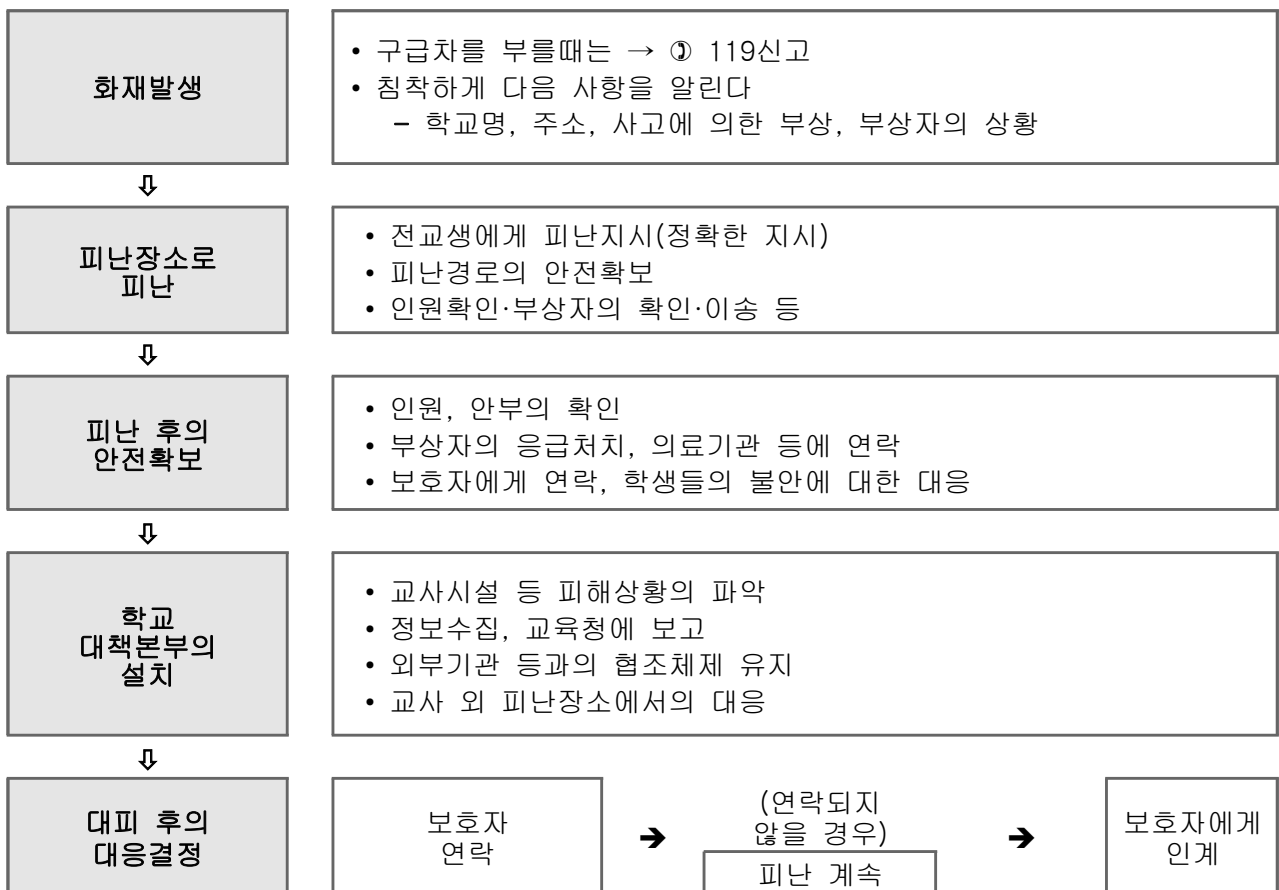 화재발생
• 구급차를 부를때는 → ✆ 119신고
• 침착하게 다음 사항을 알린다
– 학교명, 주소, 사고에 의한 부상, 부상자의 상황
⇩
피난장소로
피난
• 전교생에게 피난지시(정확한 지시)
• 피난경로의 안전확보
• 인원확인·부상자의 확인·이송 등
⇩
피난 후의
안전확보
• 인원, 안부의 확인
• 부상자의 응급처치, 의료기관 등에 연락
• 보호자에게 연락, 학생들의 불안에 대한 대응
⇩
학교
대책본부의
설치
• 교사시설 등 피해상황의 파악
• 정보수집, 교육청에 보고
• 외부기관 등과의 협조체제 유지
• 교사 외 피난장소에서의 대응
⇩
대피 후의
대응결정
보호자
연락
➔
(연락되지
않을 경우)
피난 계속
➔
보호자에게
인계